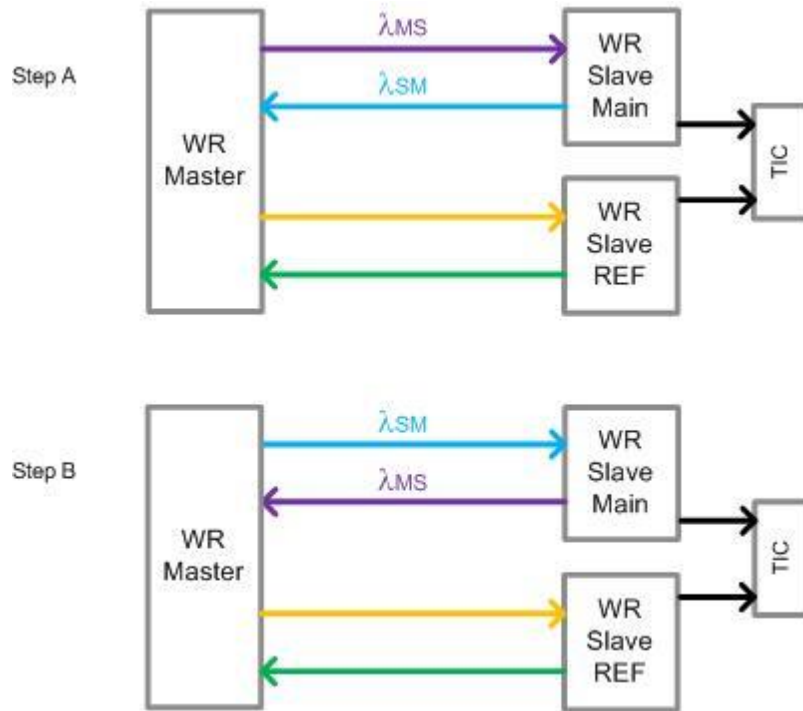 Step A
WR
Master
λMS
λSM
WR
Slave
Main
WR
Slave
REF
TIC
Step B
WR
Master
λSM
λMS
WR
Slave
Main
WR
Slave
REF
TIC